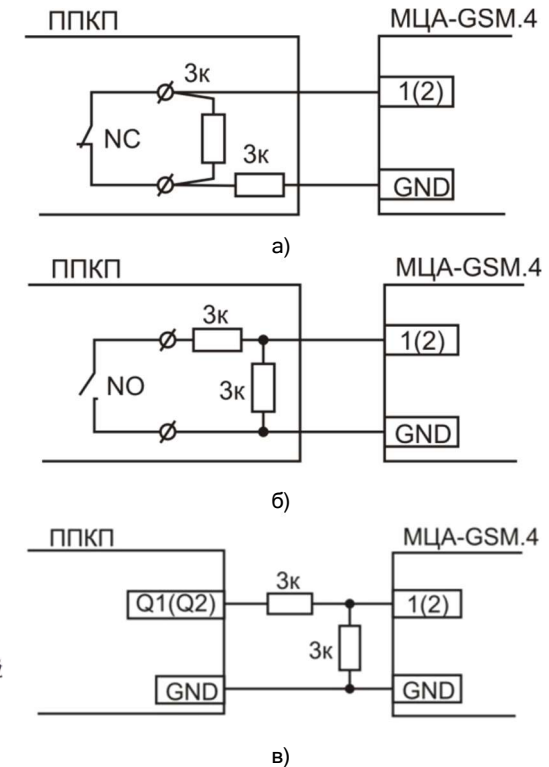 ППКП МЦА-GSM.4
3к
1(2)
NC
3к
GND
а)
ППКП МЦА-GSM.4
3к
1(2)
NO
3к
GND
б)
ППКП МЦА-GSM.4
3к
Q1(Q2) 1(2)
3к
GND GND
в)